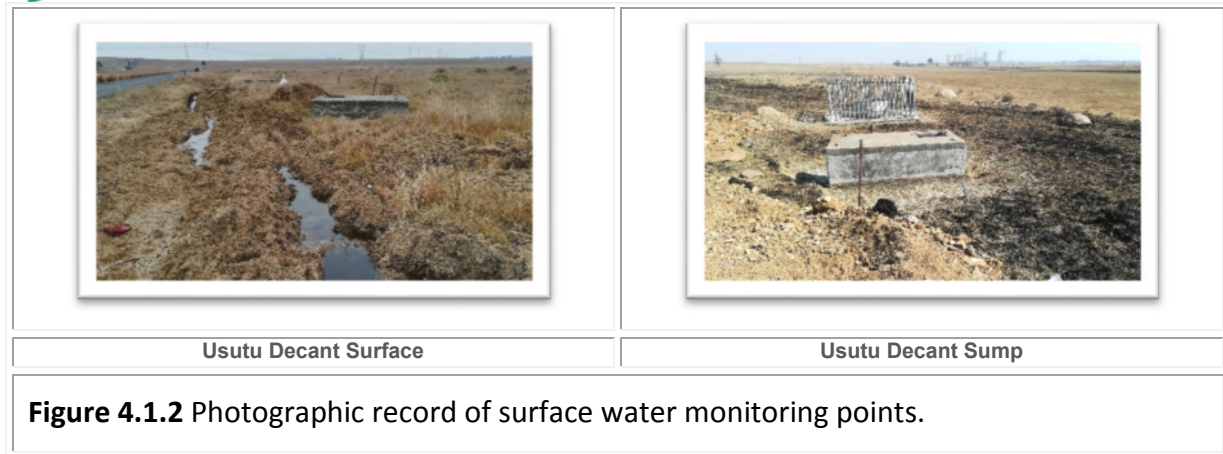 Usutu Decant Surface
Usutu Decant Sump
Figure 4.1.2 Photographic record of surface water monitoring points.